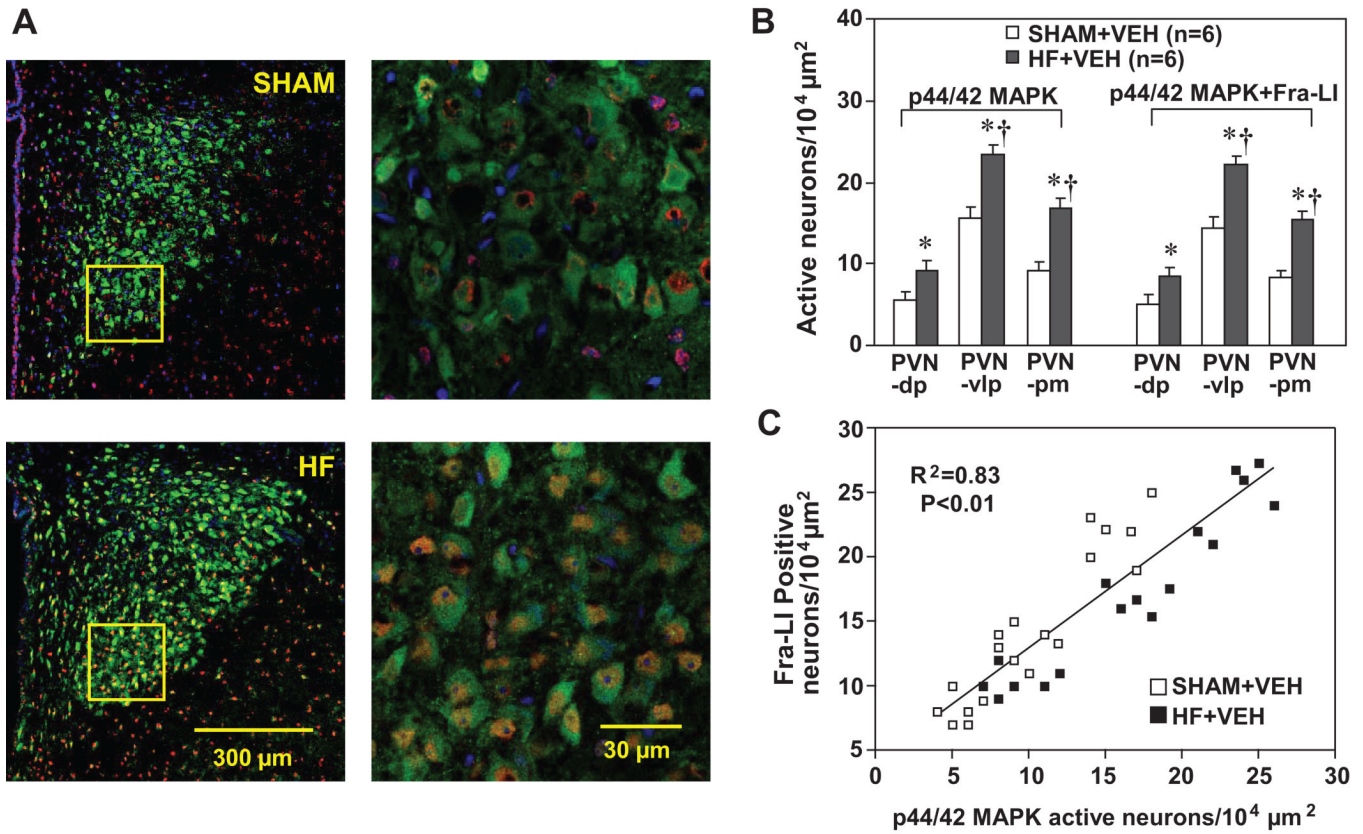 A
SHAM
HF
300 µm
30 µm
B
SHAM+VEH (n=6)
HF+VEH (n=6)
p44/42 MAPK
p44/42 MAPK+Fra-LI
Active neurons/10⁴ µm²
40
30
20
10
0
*
*†
*†
*
*†
*†
PVN
-dp
PVN
-vlp
PVN
-pm
PVN
-dp
PVN
-vlp
PVN
-pm
C
R²=0.83
P<0.01
Fra-LI Positive
neurons/10⁴µm²
30
25
20
15
10
5
SHAM+VEH
HF+VEH
0
5
10
15
20
25
30
p44/42 MAPK active neurons/10⁴ µm²